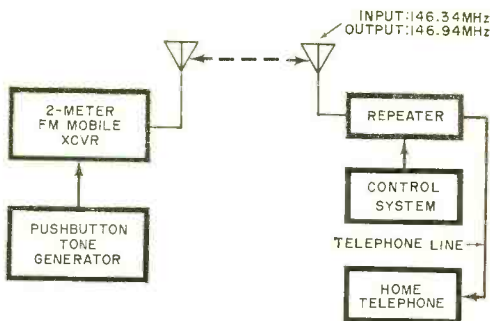 INPUT:146.34MHz
OUTPUT:146.94MHz
2-METER
FM MOBILE
XCVR
REPEATER
CONTROL
SYSTEM
PUSHBUTTON
TONE
GENERATOR
TELEPHONE LINE
HOME
TELEPHONE